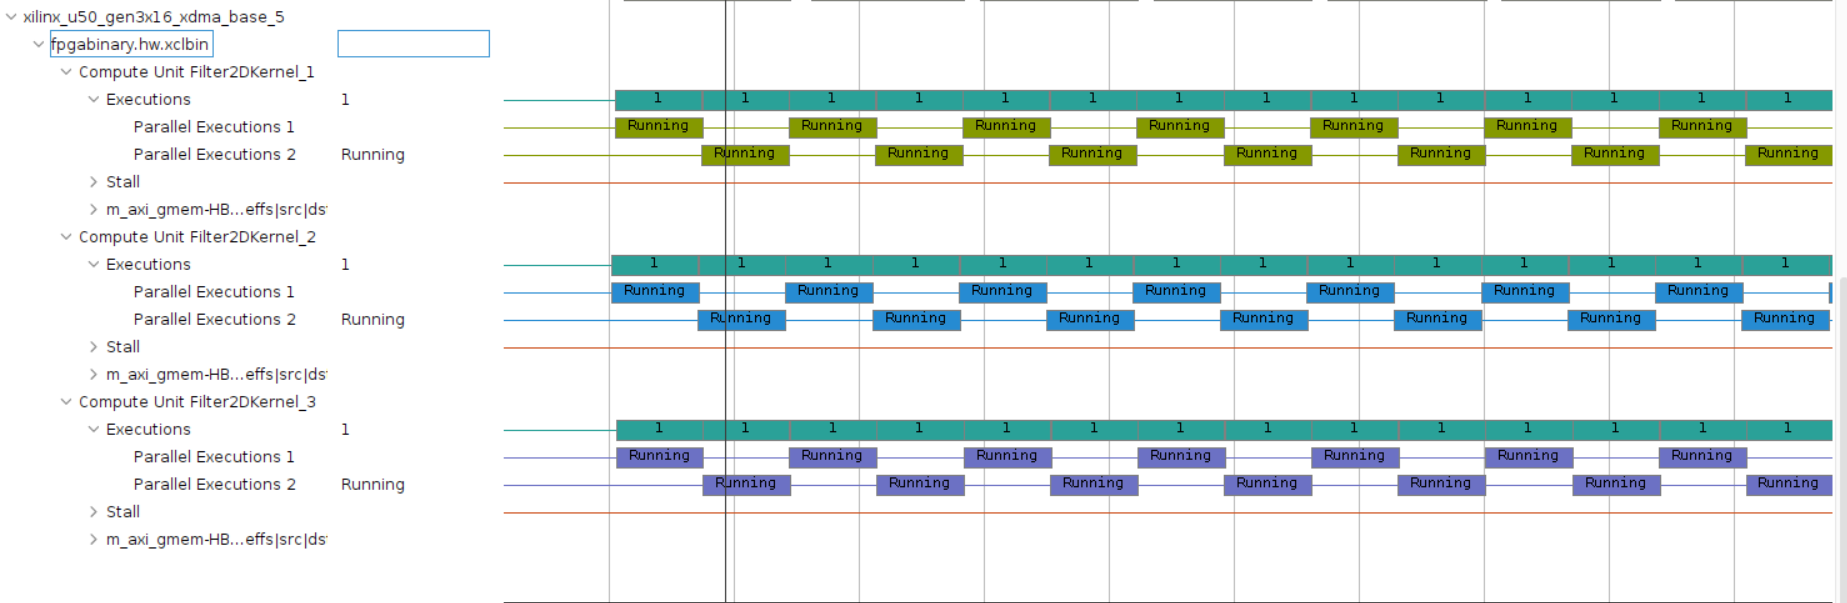 xilinx_u50_gen3x16_xdma_base_5
fpgabinary.hw.xclbin
Compute Unit Filter2DKernel_1
Executions 1 1 1 1 1 1 1 1 1 1 1 1 1 1 1
Parallel Executions 1 Running Running Running Running Running Running Running
Parallel Executions 2 Running Running Running Running Running Running Running Running
Stall
m_axi_gmem-HB...effs|src|ds
Compute Unit Filter2DKernel_2
Executions 1 1 1 1 1 1 1 1 1 1 1 1 1 1 1
Parallel Executions 1 Running Running Running Running Running Running Running
Parallel Executions 2 Running Running Running Running Running Running Running Running
Stall
m_axi_gmem-HB...effs|src|ds
Compute Unit Filter2DKernel_3
Executions 1 1 1 1 1 1 1 1 1 1 1 1 1 1 1
Parallel Executions 1 Running Running Running Running Running Running Running
Parallel Executions 2 Running Running Running Running Running Running Running Running
Stall
m_axi_gmem-HB...effs|src|ds